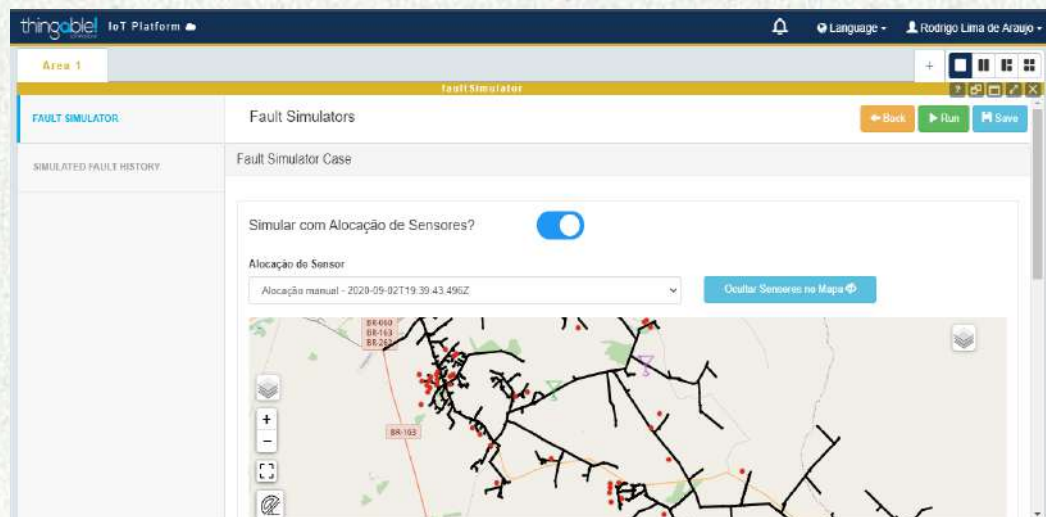 thingable! IoT Platform
Language
Rodrigo Lima de Araujo
Area 1
+
faultSimulator
FAULT SIMULATOR
SIMULATED FAULT HISTORY
Fault Simulators
Back
Run
Save
Fault Simulator Case
Simular com Alocação de Sensores?
Alocação de Sensor
Alocação manual - 2020-09-02T19:39:43.496Z
Ocultar Sensores no Mapa
BR-060
BR-163
BR-262
BR-163
+
−